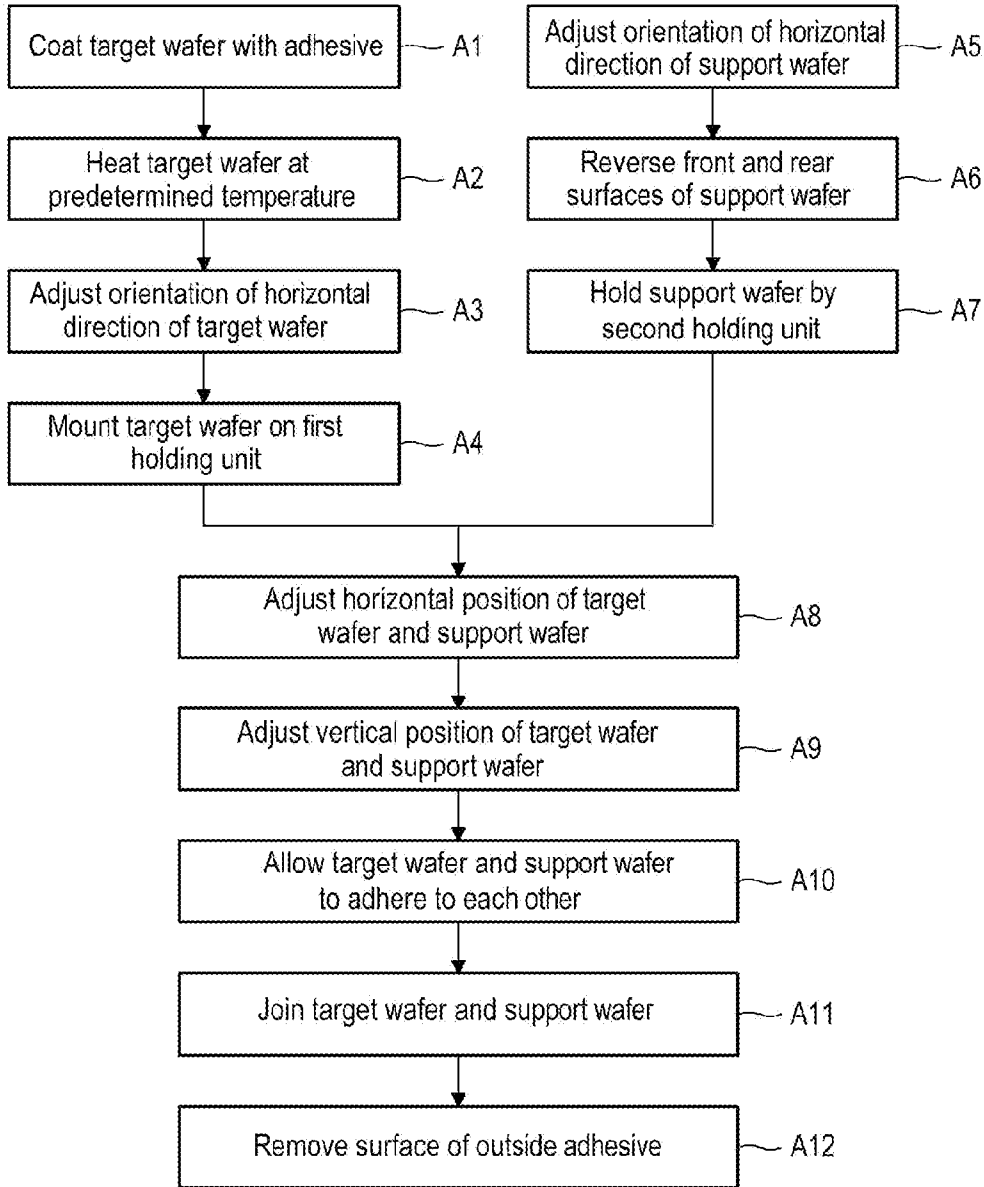 Coat target wafer with adhesive
A1
Heat target wafer at
predetermined temperature
A2
Adjust orientation of horizontal
direction of target wafer
A3
Mount target wafer on first
holding unit
A4
Adjust orientation of horizontal
direction of support wafer
A5
Reverse front and rear
surfaces of support wafer
A6
Hold support wafer by
second holding unit
A7
Adjust horizontal position of target
wafer and support wafer
A8
Adjust vertical position of target wafer
and support wafer
A9
Allow target wafer and support wafer
to adhere to each other
A10
Join target wafer and support wafer
A11
Remove surface of outside adhesive
A12